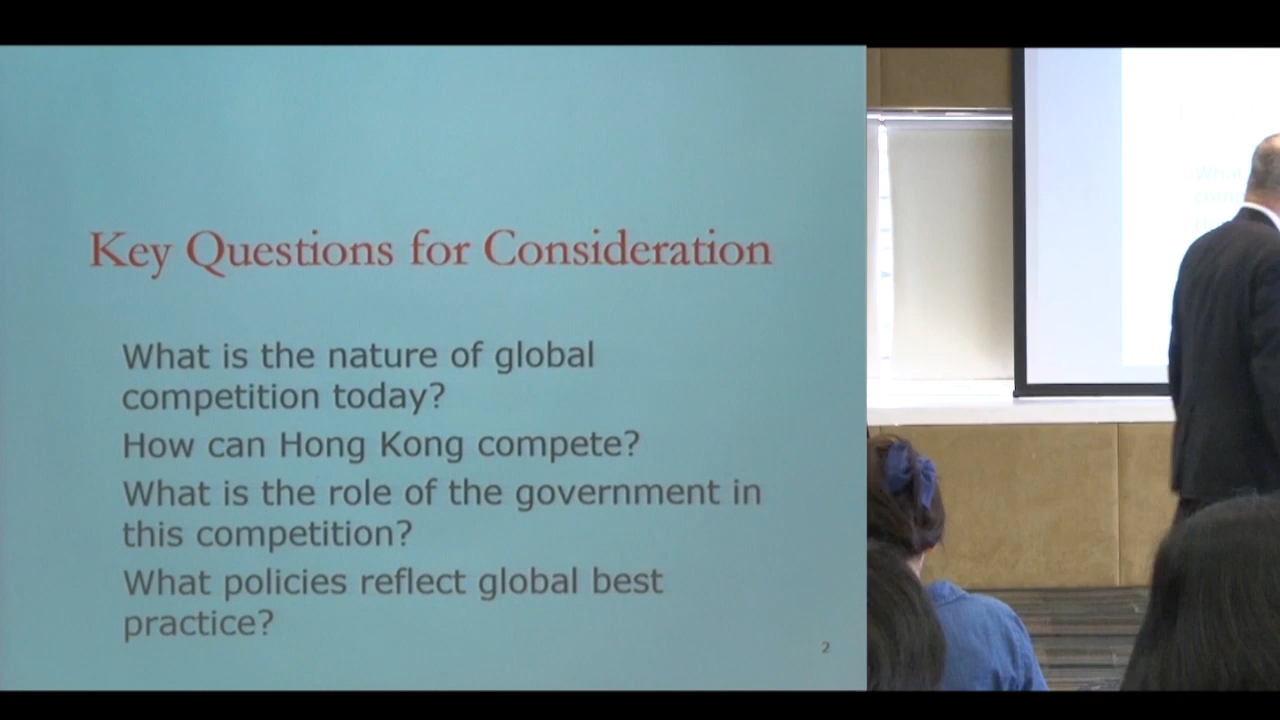 Key Questions for Consideration
What is the nature of global
competition today?
How can Hong Kong compete?
What is the role of the government in
this competition?
What policies reflect global best
practice?
2
What